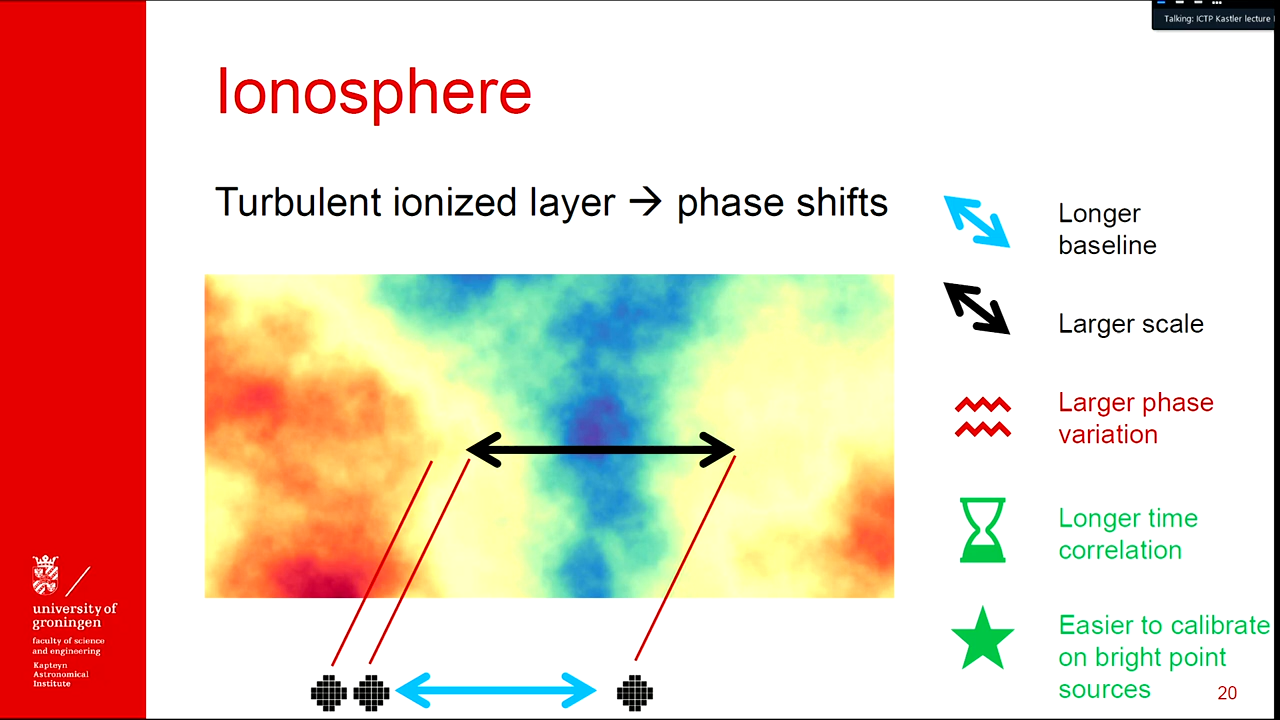 Talking: ICTP Kastler lecture
Ionosphere
Turbulent ionized layer → phase shifts
Longer
baseline
Larger scale
Larger phase
variation
Longer time
correlation
Easier to calibrate
on bright point
sources
university of
groningen
faculty of science
and engineering
Kapteyn
Astronomical
Institute
20